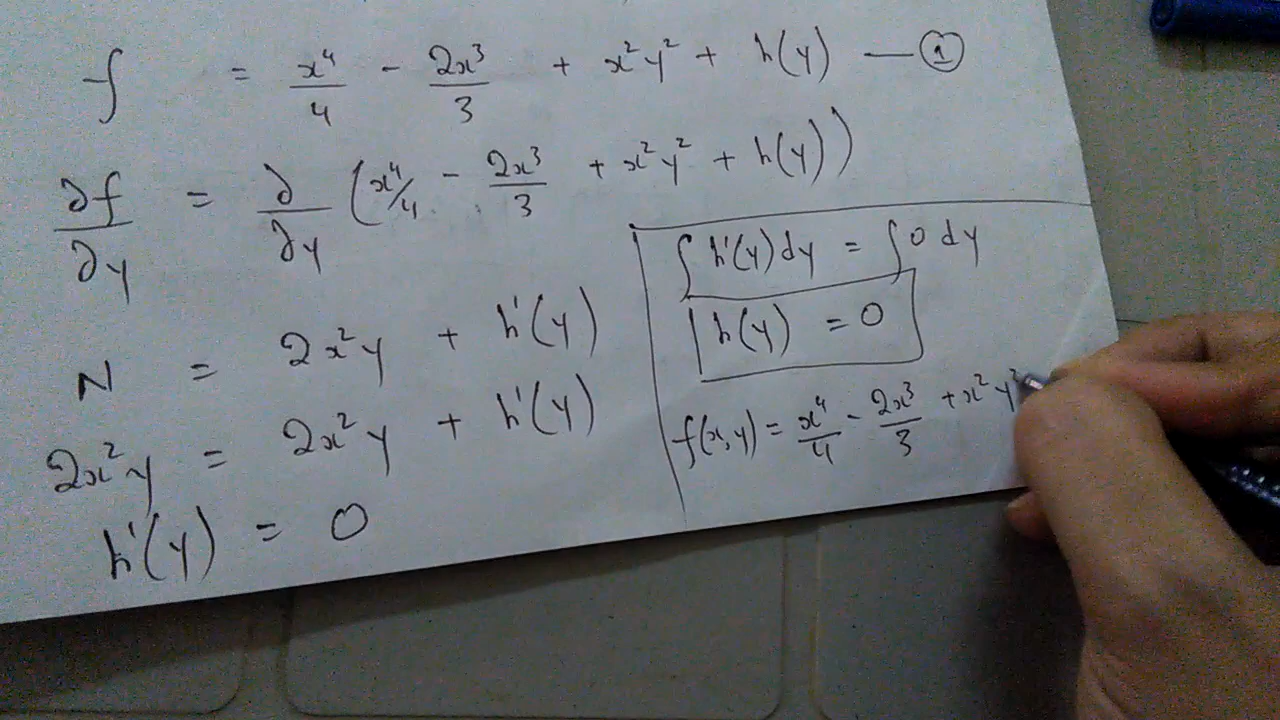 f = x⁴/4 - 2x³/3 + x²y² + h(y) — ①
∂f/∂y = ∂/∂y (x⁴/4 - 2x³/3 + x²y² + h(y))
N = 2x²y + h'(y)
2x²y = 2x²y + h'(y)
h'(y) = 0
∫ h'(y) dy = ∫ 0 dy
h(y) = 0
f(x,y) = x⁴/4 - 2x³/3 + x²y²